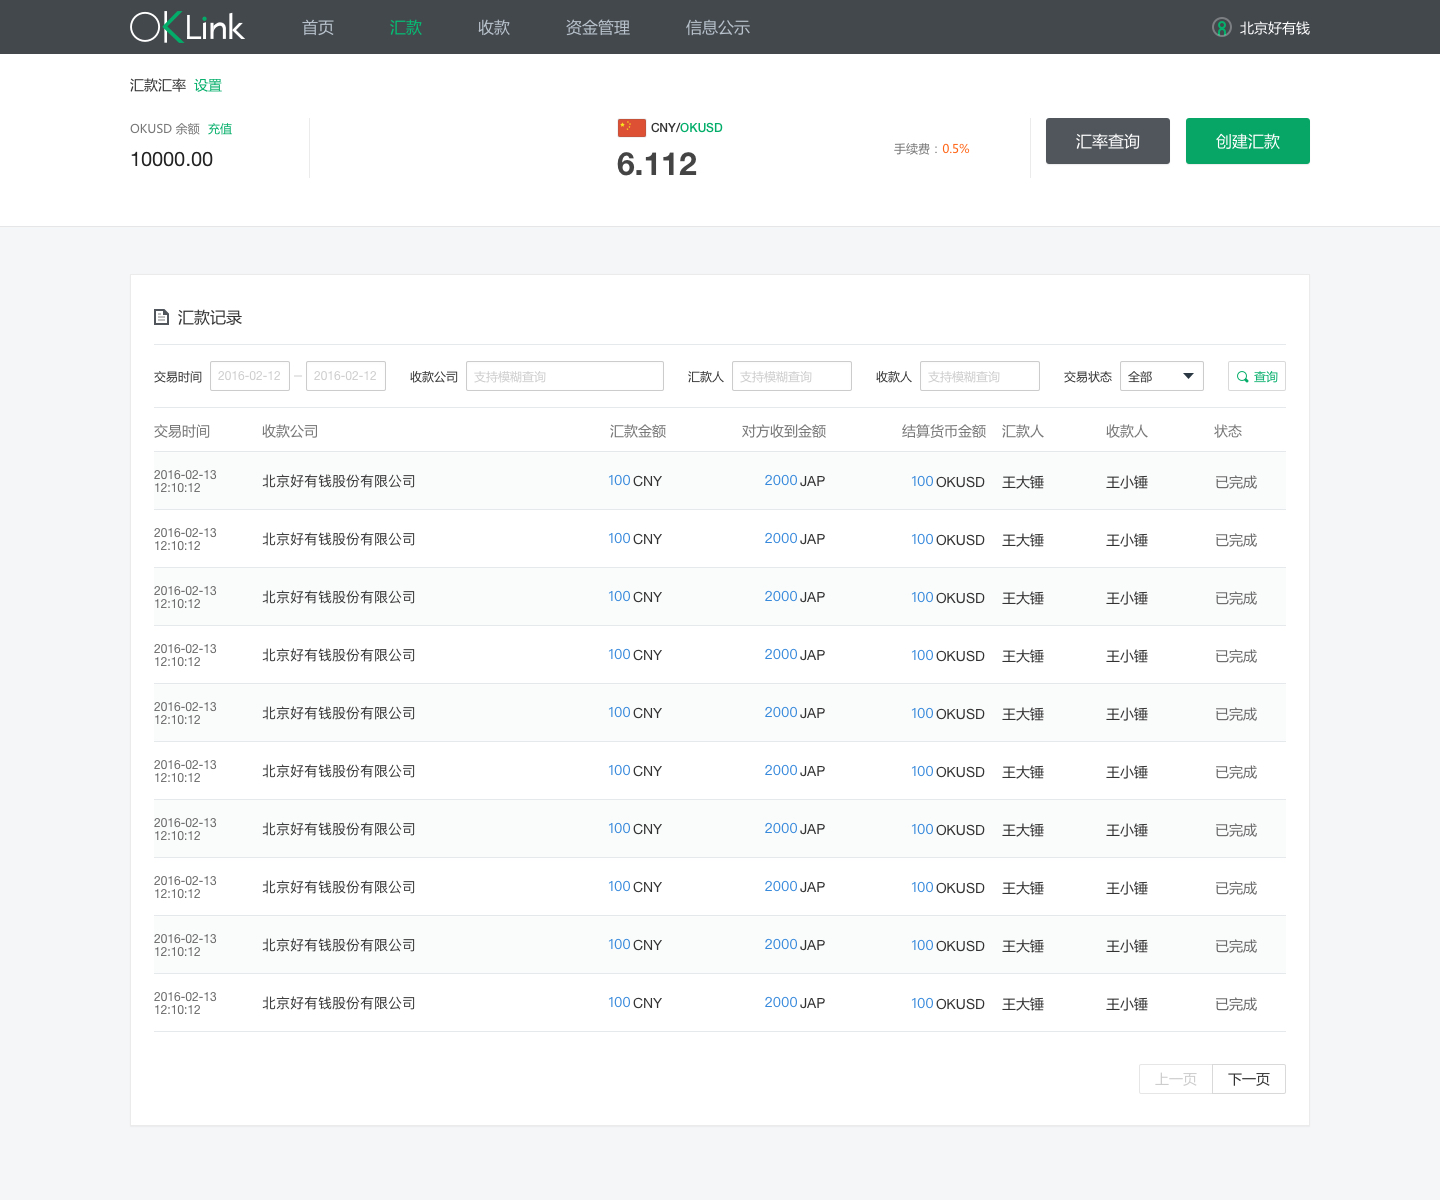 OKLink 首页 汇款 收款 资金管理 信息公示 北京好有钱
汇款汇率 设置
OKUSD 余额 充值
10000.00
CNY/OKUSD
6.112
手续费：0.5%
汇率查询 创建汇款
汇款记录
交易时间 2016-02-12 - 2016-02-12 收款公司 支持模糊查询 汇款人 支持模糊查询 收款人 支持模糊查询 交易状态 全部 查询
交易时间 收款公司 汇款金额 对方收到金额 结算货币金额 汇款人 收款人 状态
2016-02-13
12:10:12
北京好有钱股份有限公司 100 CNY 2000 JAP 100 OKUSD 王大锤 王小锤 已完成
2016-02-13
12:10:12
北京好有钱股份有限公司 100 CNY 2000 JAP 100 OKUSD 王大锤 王小锤 已完成
2016-02-13
12:10:12
北京好有钱股份有限公司 100 CNY 2000 JAP 100 OKUSD 王大锤 王小锤 已完成
2016-02-13
12:10:12
北京好有钱股份有限公司 100 CNY 2000 JAP 100 OKUSD 王大锤 王小锤 已完成
2016-02-13
12:10:12
北京好有钱股份有限公司 100 CNY 2000 JAP 100 OKUSD 王大锤 王小锤 已完成
2016-02-13
12:10:12
北京好有钱股份有限公司 100 CNY 2000 JAP 100 OKUSD 王大锤 王小锤 已完成
2016-02-13
12:10:12
北京好有钱股份有限公司 100 CNY 2000 JAP 100 OKUSD 王大锤 王小锤 已完成
2016-02-13
12:10:12
北京好有钱股份有限公司 100 CNY 2000 JAP 100 OKUSD 王大锤 王小锤 已完成
2016-02-13
12:10:12
北京好有钱股份有限公司 100 CNY 2000 JAP 100 OKUSD 王大锤 王小锤 已完成
2016-02-13
12:10:12
北京好有钱股份有限公司 100 CNY 2000 JAP 100 OKUSD 王大锤 王小锤 已完成
上一页 下一页